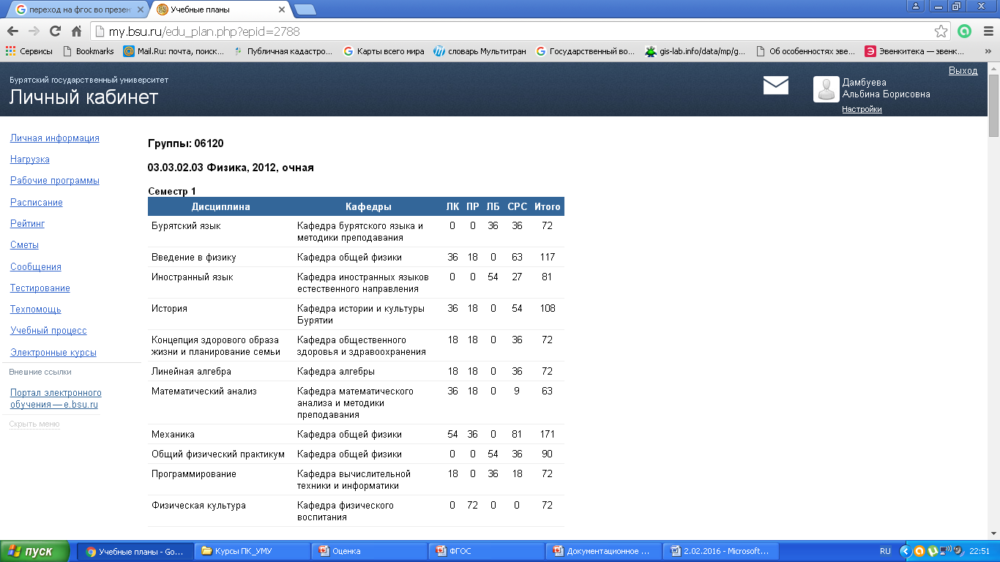 переход на фгос во презен
Учебные планы
my.bsu.ru/edu_plan.php?epid=2788
Сервисы Bookmarks Mail.Ru: почта, поиск... Публичная кадастро... Карты всего мира словарь Мультитран Государственный во... gis-lab.info/data/mp/g... Об особенностях эве... Эвенкитека — эвенк... »
Выход
Бурятский государственный университет
Личный кабинет
Дамбуева
Альбина Борисовна
Настройки
Личная информация
Нагрузка
Рабочие программы
Расписание
Рейтинг
Сметы
Сообщения
Тестирование
Техпомощь
Учебный процесс
Электронные курсы
Внешние ссылки
Портал электронного
обучения — e.bsu.ru
Скрыть меню
Группы: 06120
03.03.02.03 Физика, 2012, очная
Семестр 1
Дисциплина Кафедры ЛК ПР ЛБ СРС Итого
Бурятский язык Кафедра бурятского языка и 0 0 36 36 72
методики преподавания
Введение в физику Кафедра общей физики 36 18 0 63 117
Иностранный язык Кафедра иностранных языков 0 0 54 27 81
естественного направления
История Кафедра истории и культуры 36 18 0 54 108
Бурятии
Концепция здорового образа Кафедра общественного 18 18 0 36 72
жизни и планирование семьи здоровья и здравоохранения
Линейная алгебра Кафедра алгебры 18 18 0 36 72
Математический анализ Кафедра математического 36 18 0 9 63
анализа и методики
преподавания
Механика Кафедра общей физики 54 36 0 81 171
Общий физический практикум Кафедра общей физики 0 0 54 36 90
Программирование Кафедра вычислительной 18 0 36 18 72
техники и информатики
Физическая культура Кафедра физического 0 72 0 0 72
воспитания
пуск Учебные планы - Go... Курсы ПК_УМУ Оценка ФГОС Документационное ... 2.02.2016 - Microsoft... RU 22:51